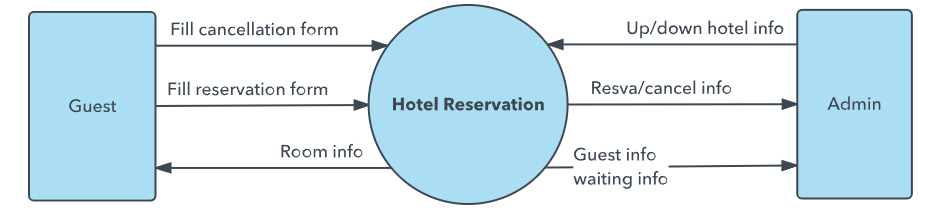 Fill cancellation form
Up/down hotel info
Fill reservation form
Resva/cancel info
Guest
Hotel Reservation
Admin
Room info
Guest info
waiting info